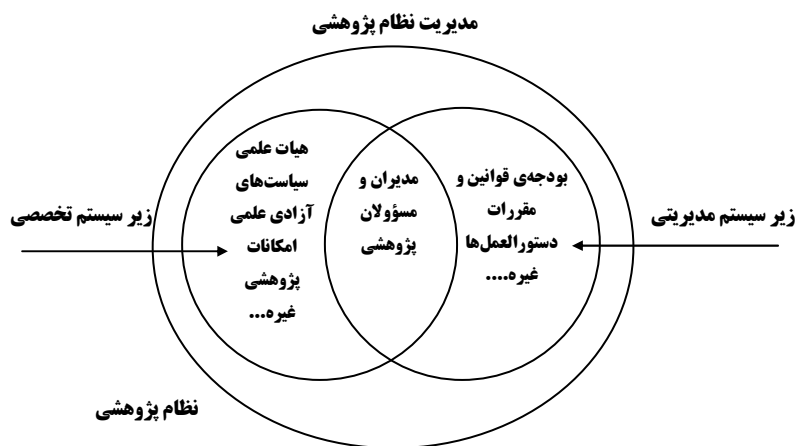 مدیریت نظام پژوهشی
بودجه‌ی قوانین و
مقررات
دستورالعمل‌ها
غیره....
مدیران و
مسؤولان
پژوهشی
هیات علمی
سیاست‌های
آزادی علمی
امکانات
پژوهشی
غیره...
زیر سیستم مدیریتی
زیر سیستم تخصصی
نظام پژوهشی